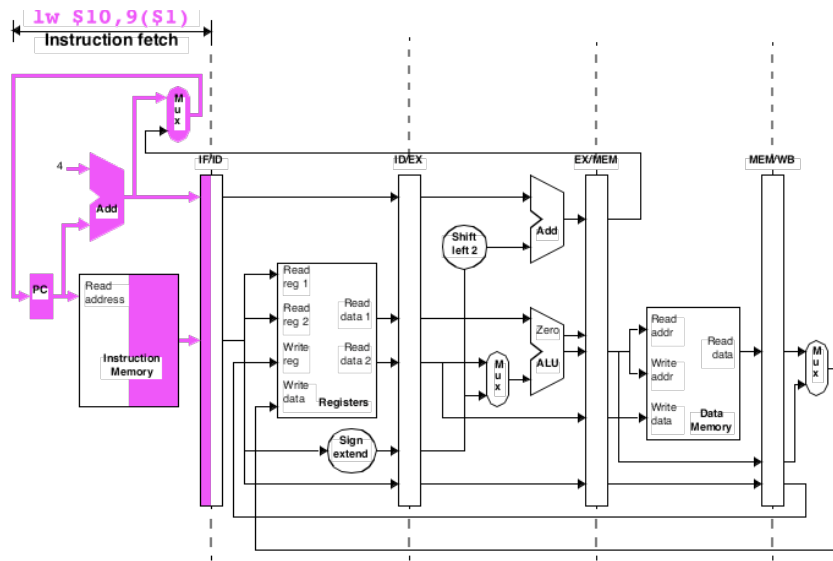 lw $10,9($1)
Instruction fetch
M
u
x
4
Add
PC
Read
address
Instruction
Memory
IF/ID
ID/EX
EX/MEM
MEM/WB
Read
reg 1
Read
reg 2
Write
reg
Write
data
Read
data 1
Read
data 2
Registers
Sign
extend
Shift
left 2
Add
M
u
x
Zero
ALU
Read
addr
Write
addr
Write
data
Read
data
Data
Memory
M
u
x